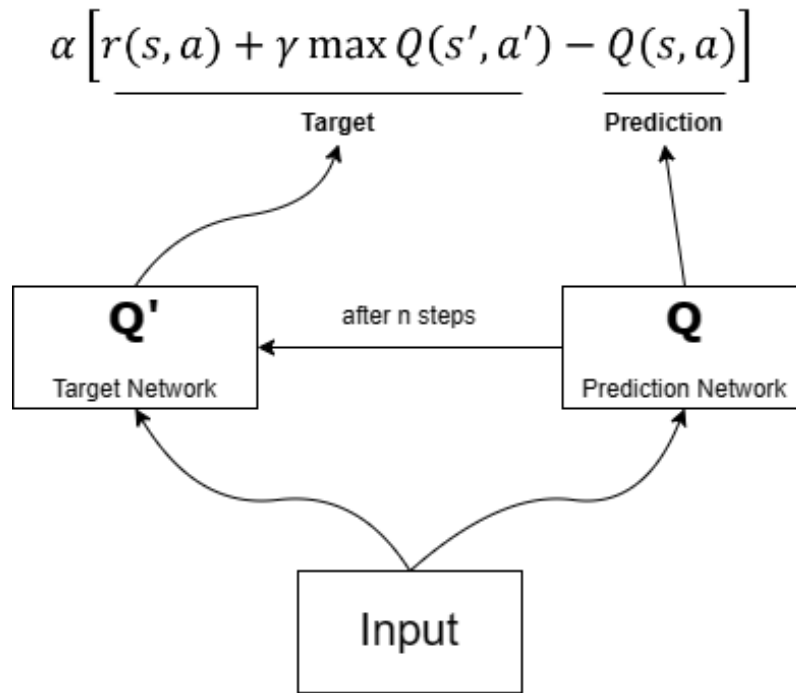 α[r(s, a) + γ max Q(s′, a′) − Q(s, a)]
Target Prediction
Q' after n steps Q
Target Network Prediction Network
Input